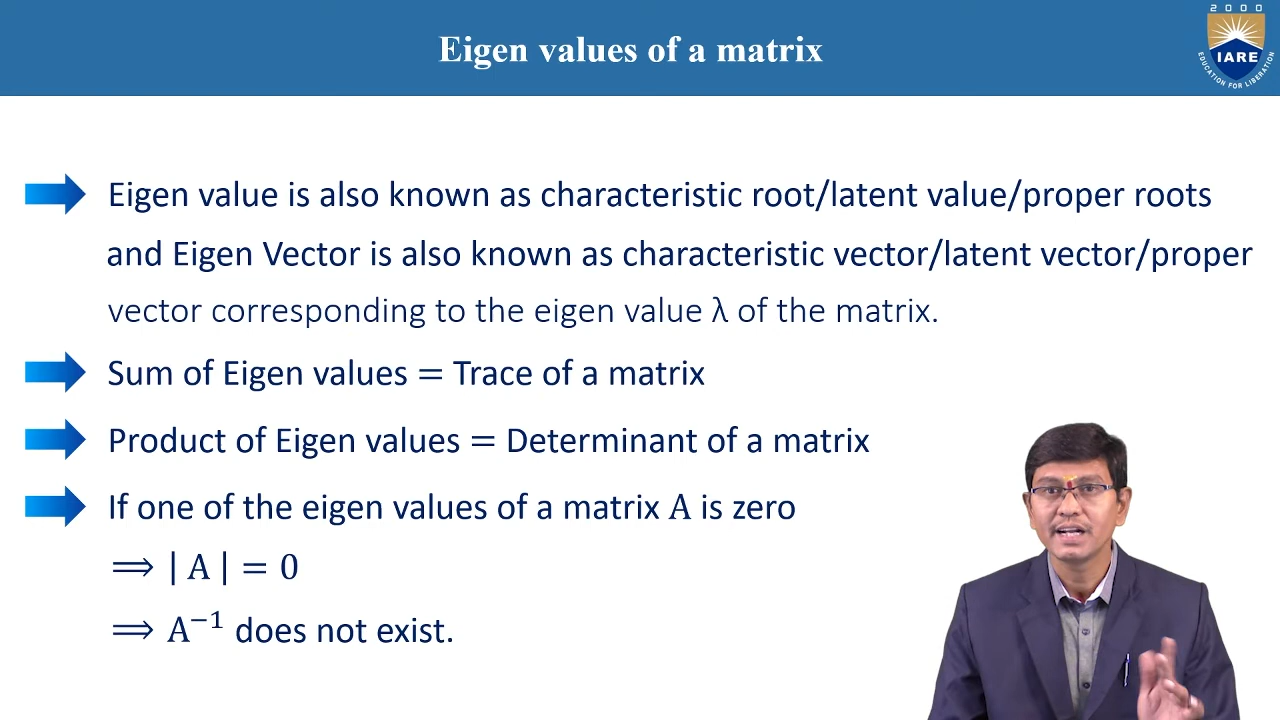 Eigen values of a matrix
2000
IARE
EDUCATION FOR LIBERATION
Eigen value is also known as characteristic root/latent value/proper roots
and Eigen Vector is also known as characteristic vector/latent vector/proper
vector corresponding to the eigen value λ of the matrix.
Sum of Eigen values = Trace of a matrix
Product of Eigen values = Determinant of a matrix
If one of the eigen values of a matrix A is zero
⟹ | A | = 0
⟹ A⁻¹ does not exist.